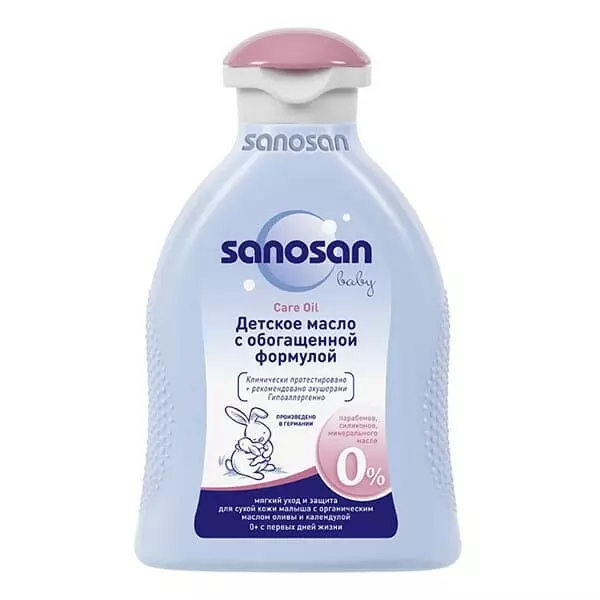 sanosan
sanosan
baby
Care Oil
Детское масло
с обогащенной
формулой
Клинически протестировано
+ рекомендовано акушерами
Гипоаллергенно
ПРОИЗВЕДЕНО
В ГЕРМАНИИ
парабенов,
силиконов,
минерального
масла
0%
мягкий уход и защита
для сухой кожи малыша с органическим
маслом оливы и календулой
0+ с первых дней жизни